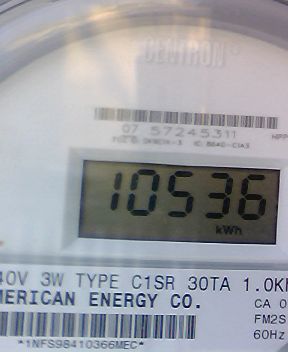 CENTRON®
07 57245311
10536
kWh
40V 3W TYPE C1SR 30TA 1.0Kh
MERICAN ENERGY CO.
CA 0
FM2S
60Hz
*1NFS98410366MEC*